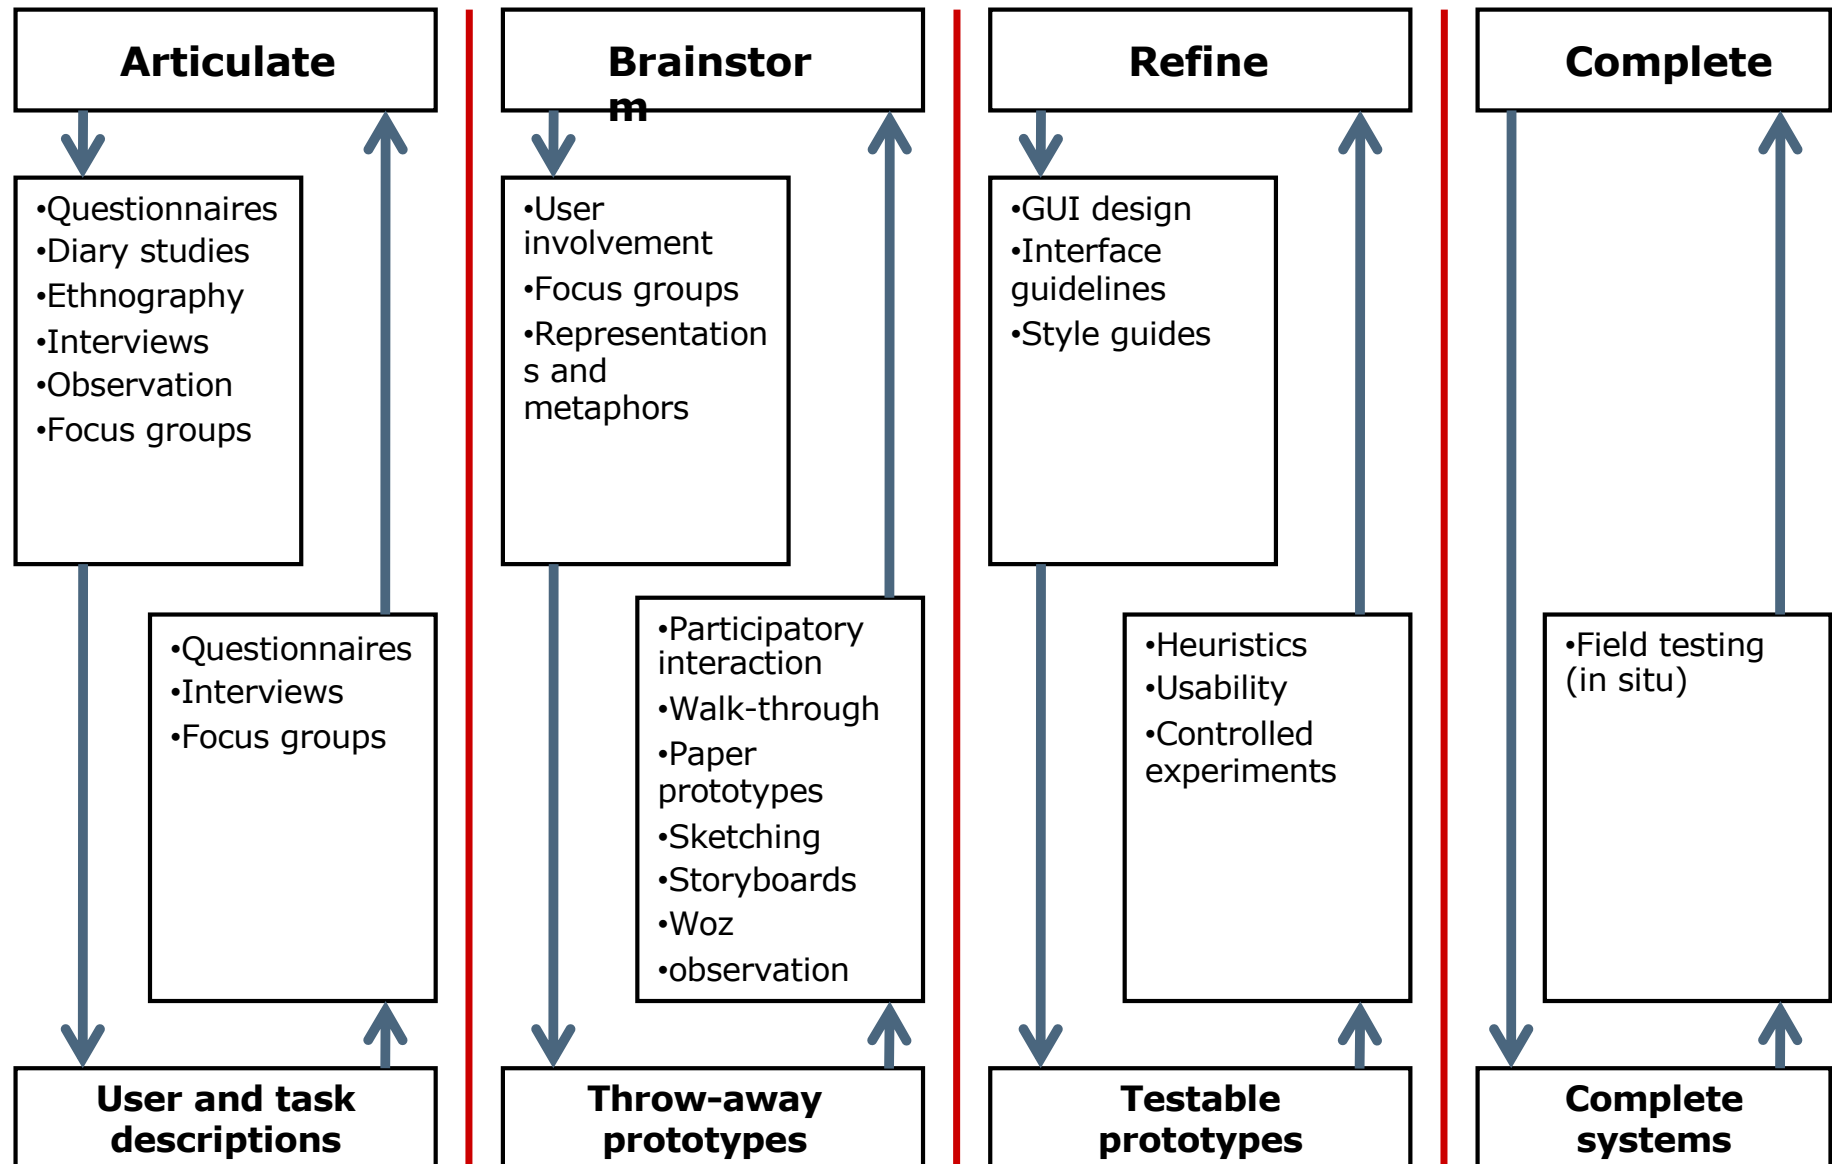 Articulate
•Questionnaires
•Diary studies
•Ethnography
•Interviews
•Observation
•Focus groups
•Questionnaires
•Interviews
•Focus groups
User and task
descriptions
Brainstor
m
•User
involvement
•Focus groups
•Representation
s and
metaphors
•Participatory
interaction
•Walk-through
•Paper
prototypes
•Sketching
•Storyboards
•Woz
•observation
Throw-away
prototypes
Refine
•GUI design
•Interface
guidelines
•Style guides
•Heuristics
•Usability
•Controlled
experiments
Testable
prototypes
Complete
•Field testing
(in situ)
Complete
systems